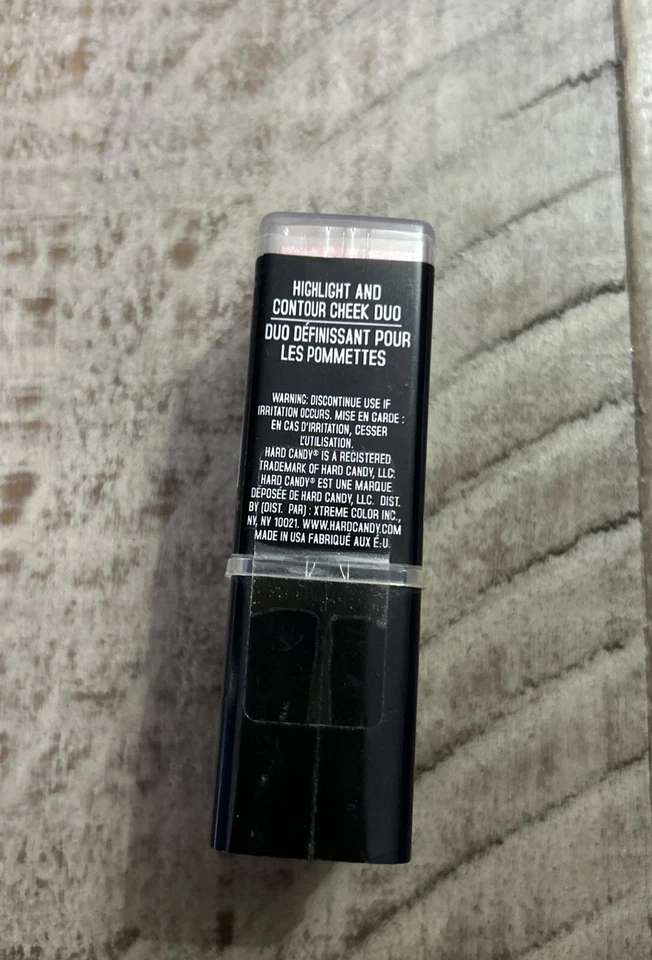 HIGHLIGHT AND
CONTOUR CHEEK DUO
DUO DÉFINISSANT POUR
LES POMMETTES
WARNING: DISCONTINUE USE IF
IRRITATION OCCURS. MISE EN GARDE :
EN CAS D'IRRITATION, CESSER
L'UTILISATION.
HARD CANDY® IS A REGISTERED
TRADEMARK OF HARD CANDY, LLC.
HARD CANDY® EST UNE MARQUE
DÉPOSÉE DE HARD CANDY, LLC. DIST.
BY (DIST. PAR) : XTREME COLOR INC.,
NY, NY 10021. WWW.HARDCANDY.COM
MADE IN USA FABRIQUÉ AUX É.U.